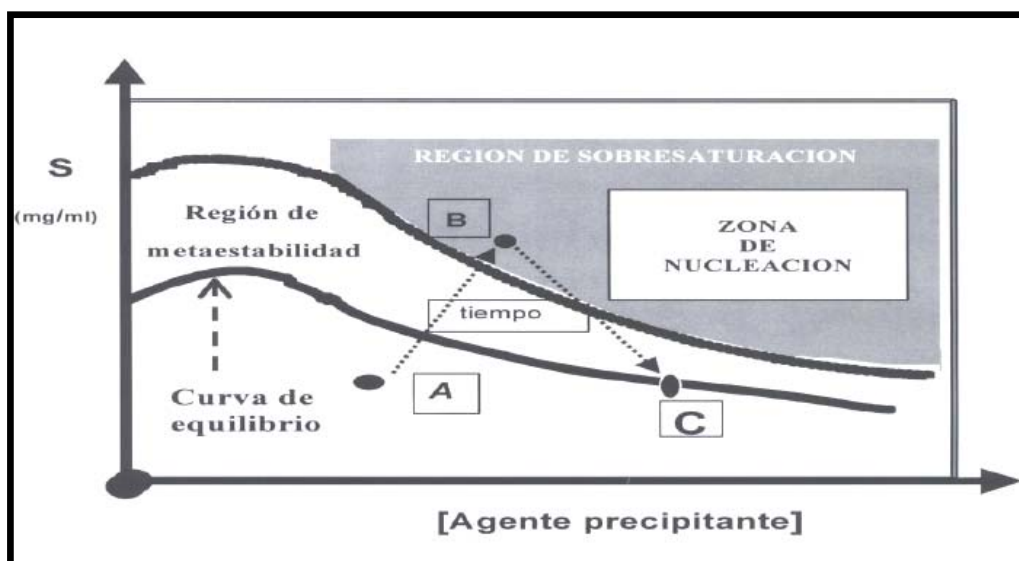 REGION DE SOBRESATURACION
S
(mg/ml)
Región de
metaestabilidad
B
ZONA
DE
NUCLEACION
tiempo
A
Curva de
equilibrio
C
[Agente precipitante]